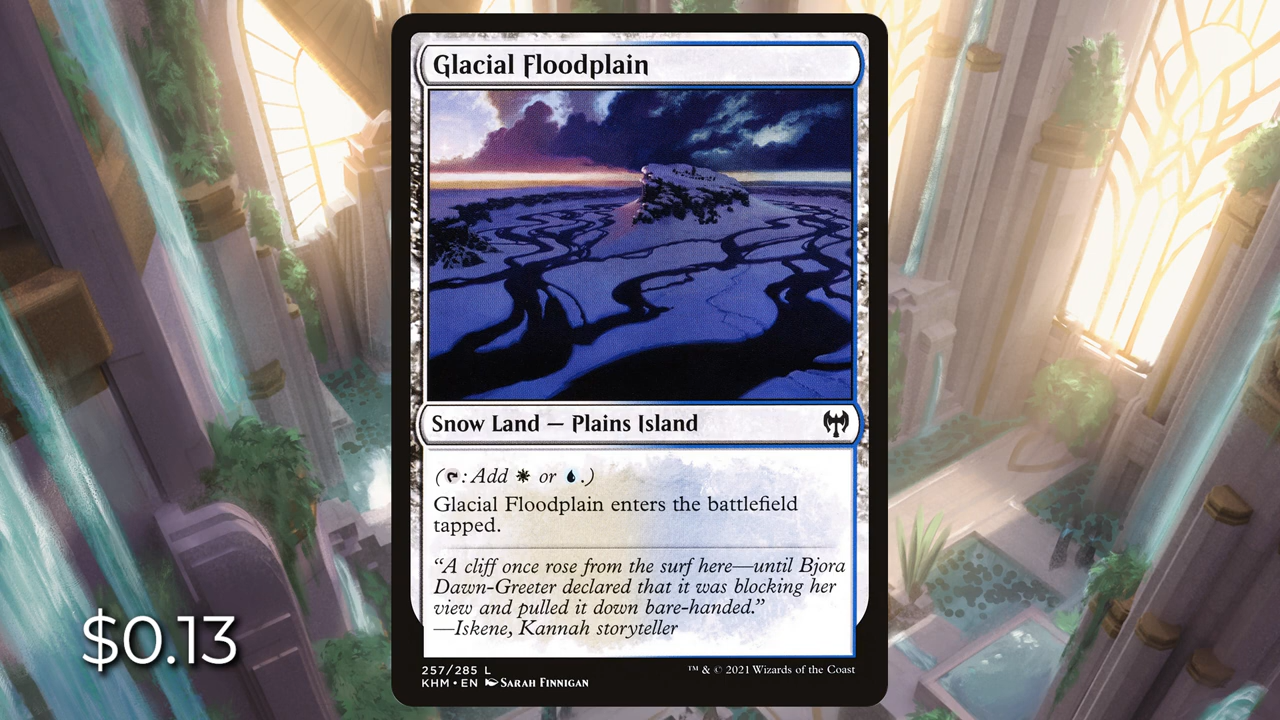 Glacial Floodplain
Snow Land — Plains Island
( : Add or .)
Glacial Floodplain enters the battlefield
tapped.
“A cliff once rose from the surf here—until Bjora
Dawn-Greeter declared that it was blocking her
view and pulled it down bare-handed.”
—Iskene, Kannah storyteller
$0.13
257/285 L
KHM • EN Sarah Finnigan
™ & © 2021 Wizards of the Coast